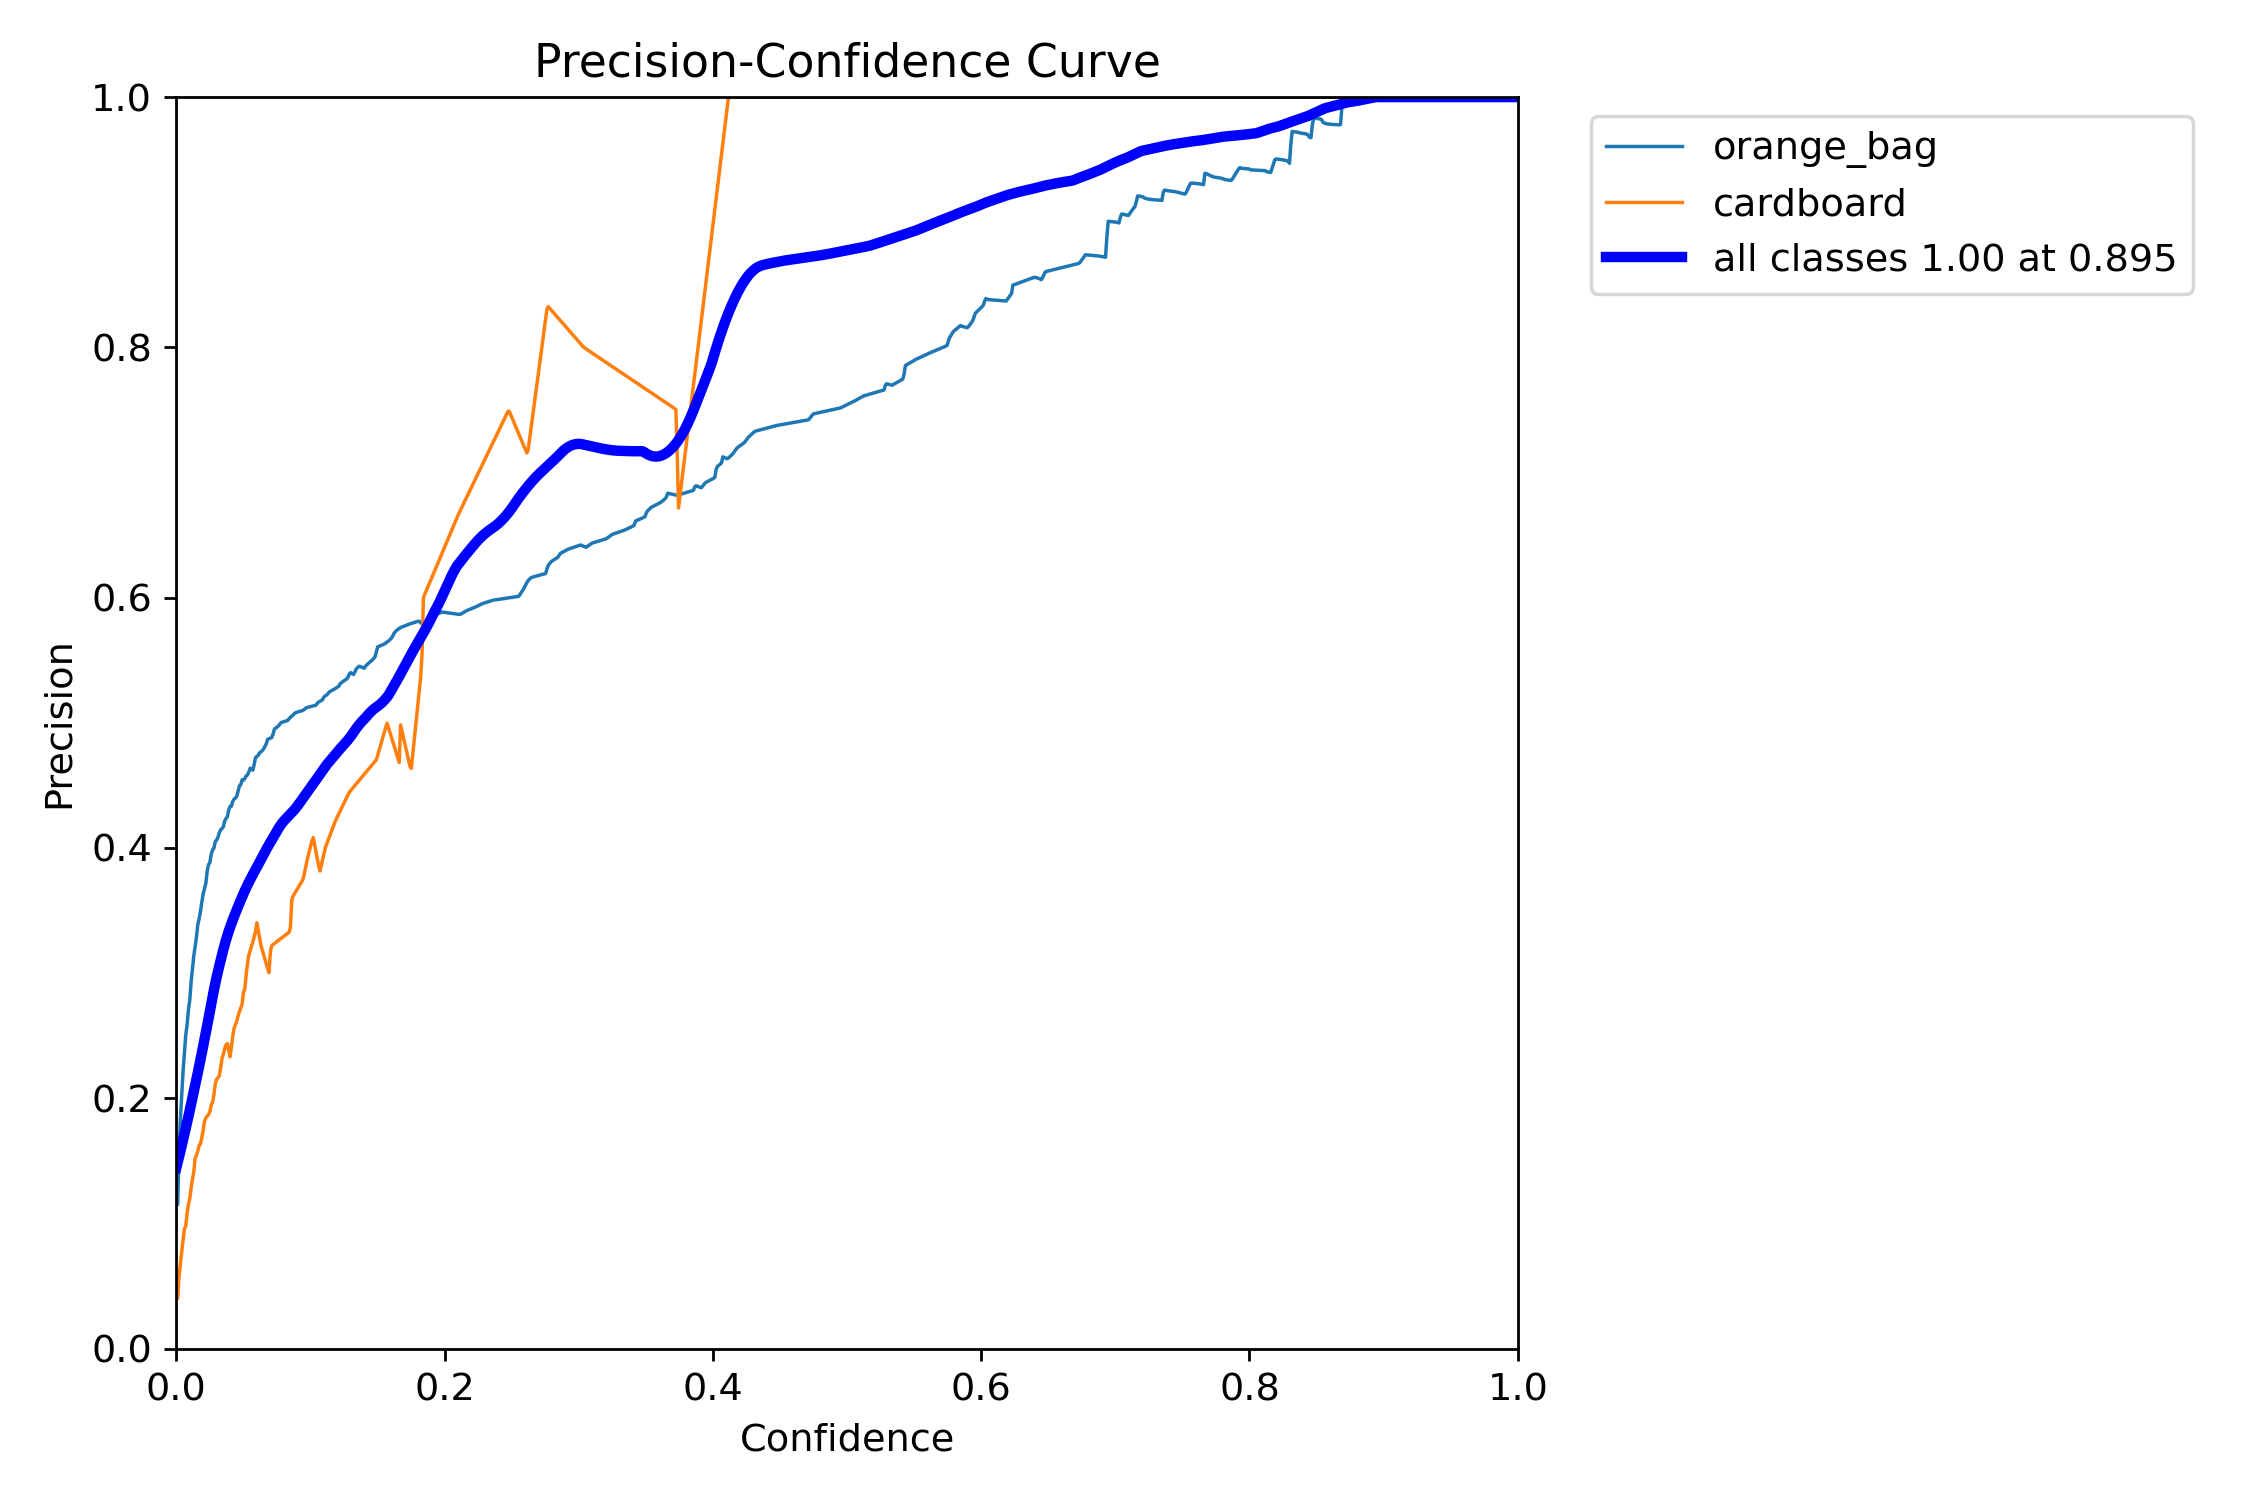 Precision-Confidence Curve
1.0
0.8
0.6
0.4
0.2
0.0
Precision
0.0 0.2 0.4 0.6 0.8 1.0
Confidence
orange_bag
cardboard
all classes 1.00 at 0.895